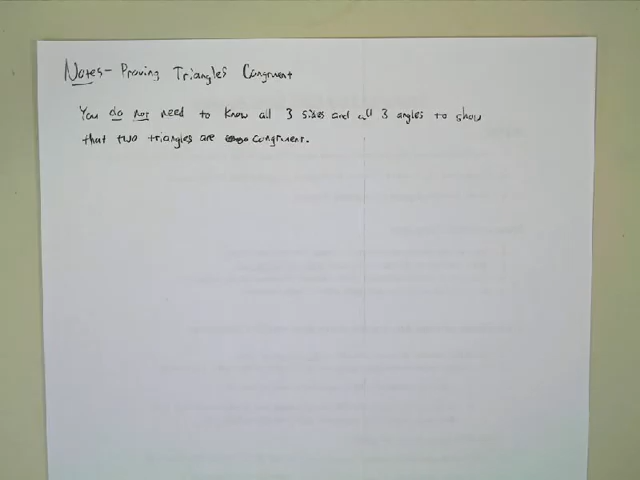 Notes- Proving Triangles Congruent
You do not need to know all 3 sides and all 3 angles to show
that two triangles are congruent.